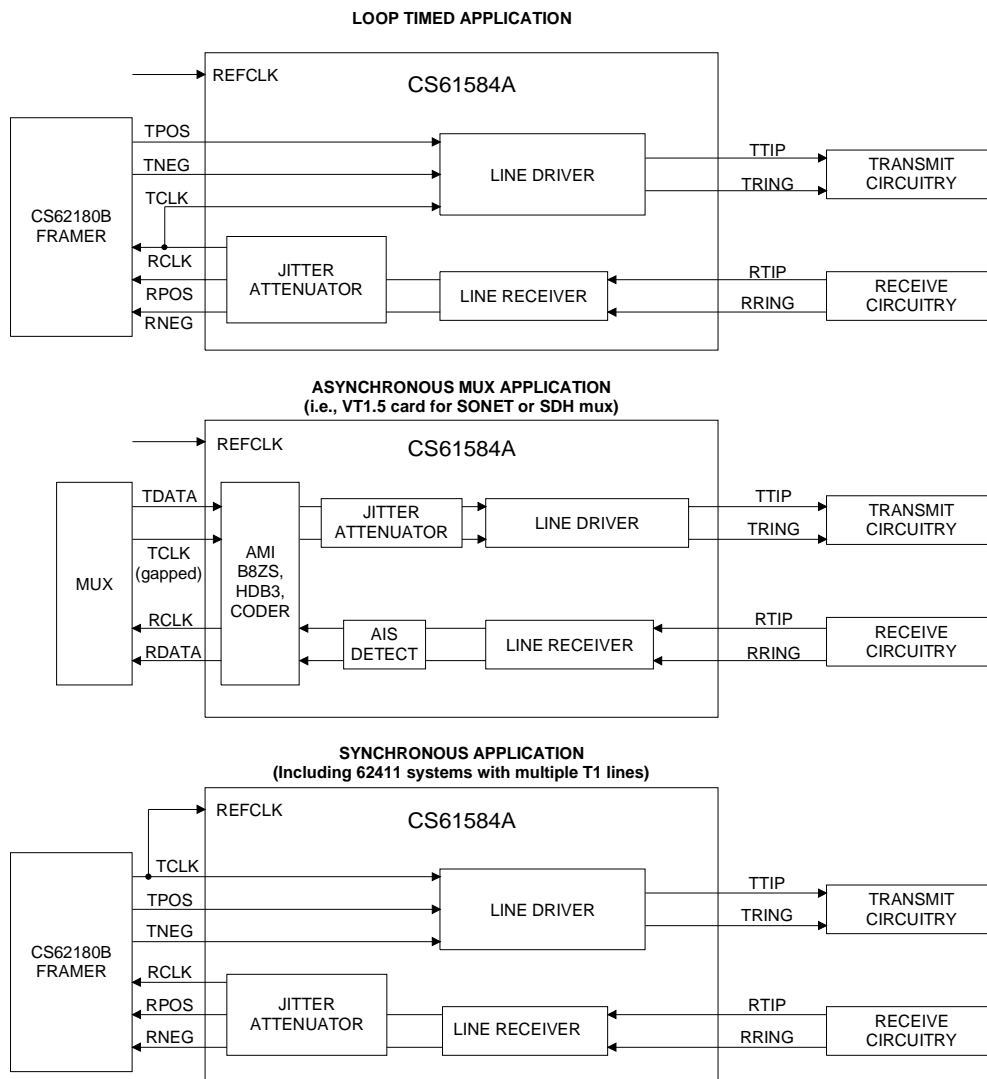 LOOP TIMED APPLICATION
REFCLK
CS61584A
TPOS
TNEG
TCLK
CS62180B
FRAMER
RCLK
RPOS
RNEG
LINE DRIVER
JITTER
ATTENUATOR
LINE RECEIVER
TTIP
TRING
TRANSMIT
CIRCUITRY
RTIP
RRING
RECEIVE
CIRCUITRY
ASYNCHRONOUS MUX APPLICATION
(i.e., VT1.5 card for SONET or SDH mux)
REFCLK
CS61584A
MUX
TDATA
TCLK
(gapped)
RCLK
RDATA
AMI
B8ZS,
HDB3,
CODER
JITTER
ATTENUATOR
LINE DRIVER
AIS
DETECT
LINE RECEIVER
TTIP
TRING
TRANSMIT
CIRCUITRY
RTIP
RRING
RECEIVE
CIRCUITRY
SYNCHRONOUS APPLICATION
(Including 62411 systems with multiple T1 lines)
REFCLK
CS61584A
TCLK
TPOS
TNEG
CS62180B
FRAMER
RCLK
RPOS
RNEG
LINE DRIVER
JITTER
ATTENUATOR
LINE RECEIVER
TTIP
TRING
TRANSMIT
CIRCUITRY
RTIP
RRING
RECEIVE
CIRCUITRY